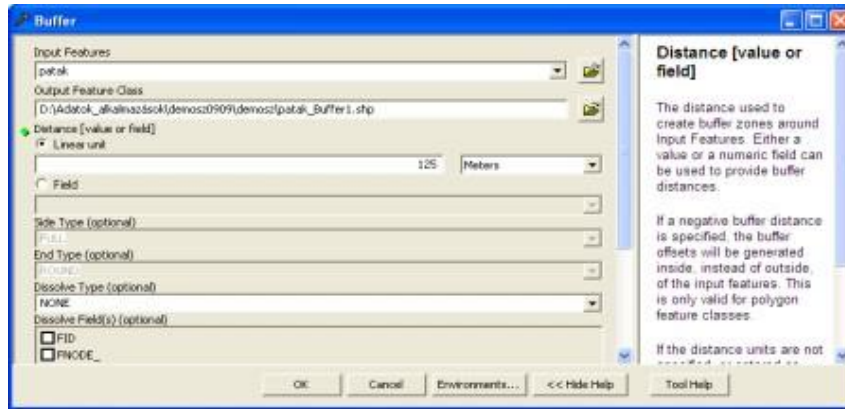 Buffer
Input Features
patak
Output Feature Class
D:\Adatok_alkalmazások\demosz0909\demosz\patak_Buffer1.shp
Distance [value or field]
Linear unit
125 Meters
Field
Side Type (optional)
FULL
End Type (optional)
ROUND
Dissolve Type (optional)
NONE
Dissolve Field(s) (optional)
FID
FNODE_
OK Cancel Environments... << Hide Help Tool Help
Distance [value or
field]
The distance used to
create buffer zones around
Input Features. Either a
value or a numeric field can
be used to provide buffer
distances.
If a negative buffer distance
is specified, the buffer
offsets will be generated
inside, instead of outside,
of the input features. This
is only valid for polygon
feature classes.
If the distance units are not